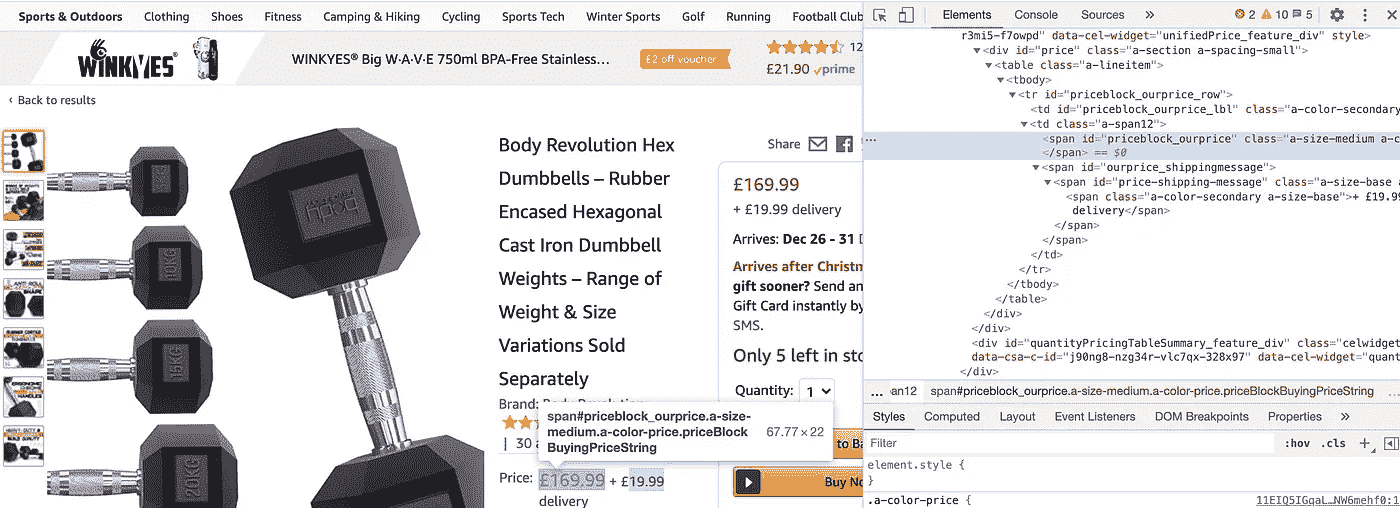 Sports & Outdoors Clothing Shoes Fitness Camping & Hiking Cycling Sports Tech Winter Sports Golf Running Football Clu
WINKYES®
WINKYES® Big W-A-V-E 750ml BPA-Free Stainless…
£2 off voucher
12
£21.90 prime
‹ Back to results
10KG
15KG
20KG
Body Revolution Hex
Dumbbells – Rubber
Encased Hexagonal
Cast Iron Dumbbell
Weights – Range of
Weight & Size
Variations Sold
Separately
Brand: Body Revolution
| 30 a
Price: £169.99 + £19.99
delivery
span#priceblock_ourprice.a-size-
medium.a-color-price.priceBlock
BuyingPriceString
67.77 × 22
Share
£169.99
+ £19.99 delivery
Arrives: Dec 26 - 31
Arrives after Christm
gift sooner? Send an
Gift Card instantly by
SMS.
Only 5 left in sto
Quantity: 1
to Ba
Buy No
Elements Console Sources » 2 10 5
r3mi5-f7owpd" data-cel-widget="unifiedPrice_feature_div" style>
▼<div id="price" class="a-section a-spacing-small">
▼<table class="a-lineitem">
▼<tbody>
▼<tr id="priceblock_ourprice_row">
<td id="priceblock_ourprice_lbl" class="a-color-secondary
▼<td class="a-span12">
<span id="priceblock_ourprice" class="a-size-medium a-c
</span> == $0
▼<span id="ourprice_shippingmessage">
▼<span id="price-shipping-message" class="a-size-base a
<span class="a-color-secondary a-size-base">+ £19.99
delivery</span>
</span>
</span>
</td>
</tr>
</tbody>
</table>
</div>
</div>
<div id="quantityPricingTableSummary_feature_div" class="celwidge
data-csa-c-id="j90ng8-nzg34r-vlc7qx-328x97" data-cel-widget="quant
</div>
… an12 span#priceblock_ourprice.a-size-medium.a-color-price.priceBlockBuyingPriceString …
Styles Computed Layout Event Listeners DOM Breakpoints Properties »
Filter :hov .cls +
element.style {
}
.a-color-price {